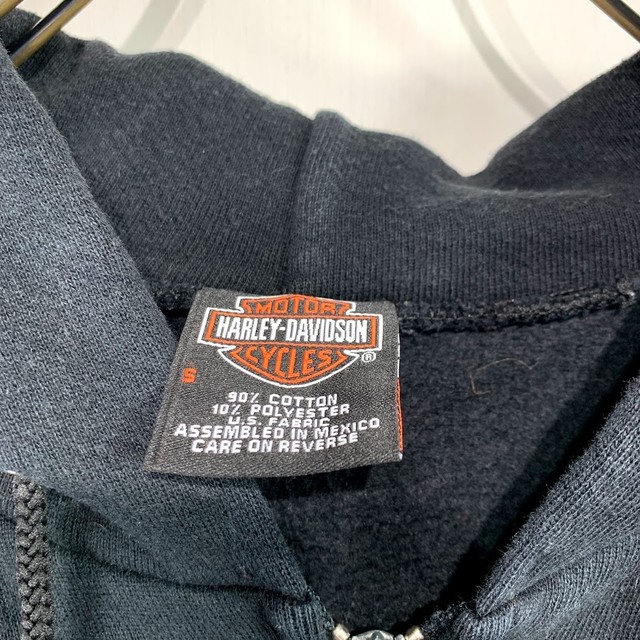 MOTOR
HARLEY-DAVIDSON
CYCLES ®
S
90% COTTON
10% POLYESTER
U.S. FABRIC
ASSEMBLED IN MEXICO
CARE ON REVERSE